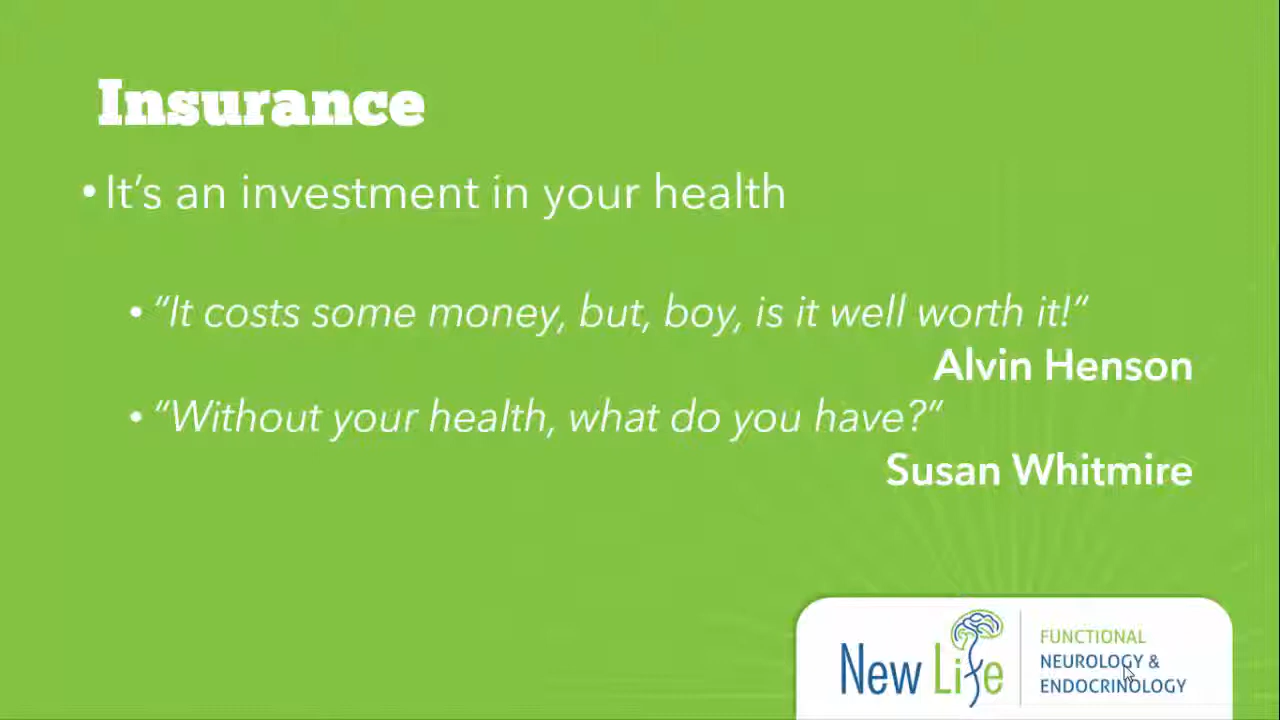 Insurance
• It's an investment in your health
• “It costs some money, but, boy, is it well worth it!”
Alvin Henson
• “Without your health, what do you have?”
Susan Whitmire
New Life
FUNCTIONAL
NEUROLOGY &
ENDOCRINOLOGY